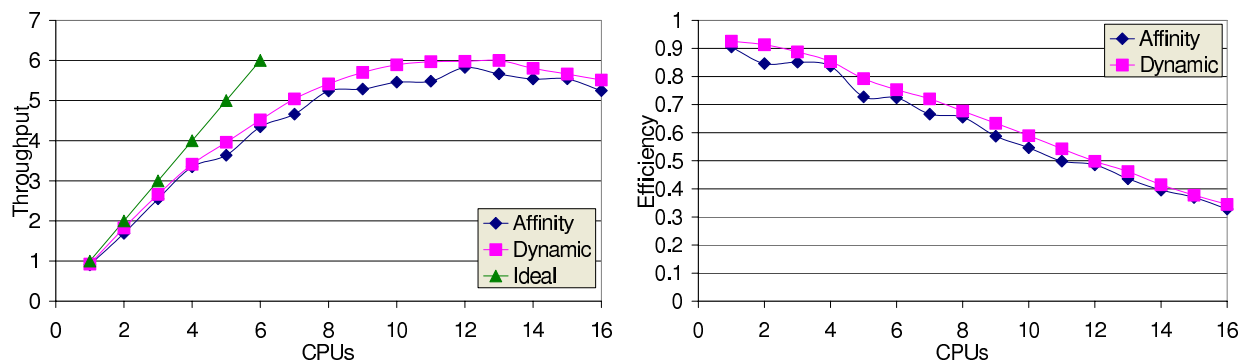 7
6
5
4
3
2
1
0
Throughput
0 2 4 6 8 10 12 14 16
CPUs
Affinity
Dynamic
Ideal
1
0.9
0.8
0.7
0.6
0.5
0.4
0.3
0.2
0.1
0
Efficiency
0 2 4 6 8 10 12 14 16
CPUs
Affinity
Dynamic